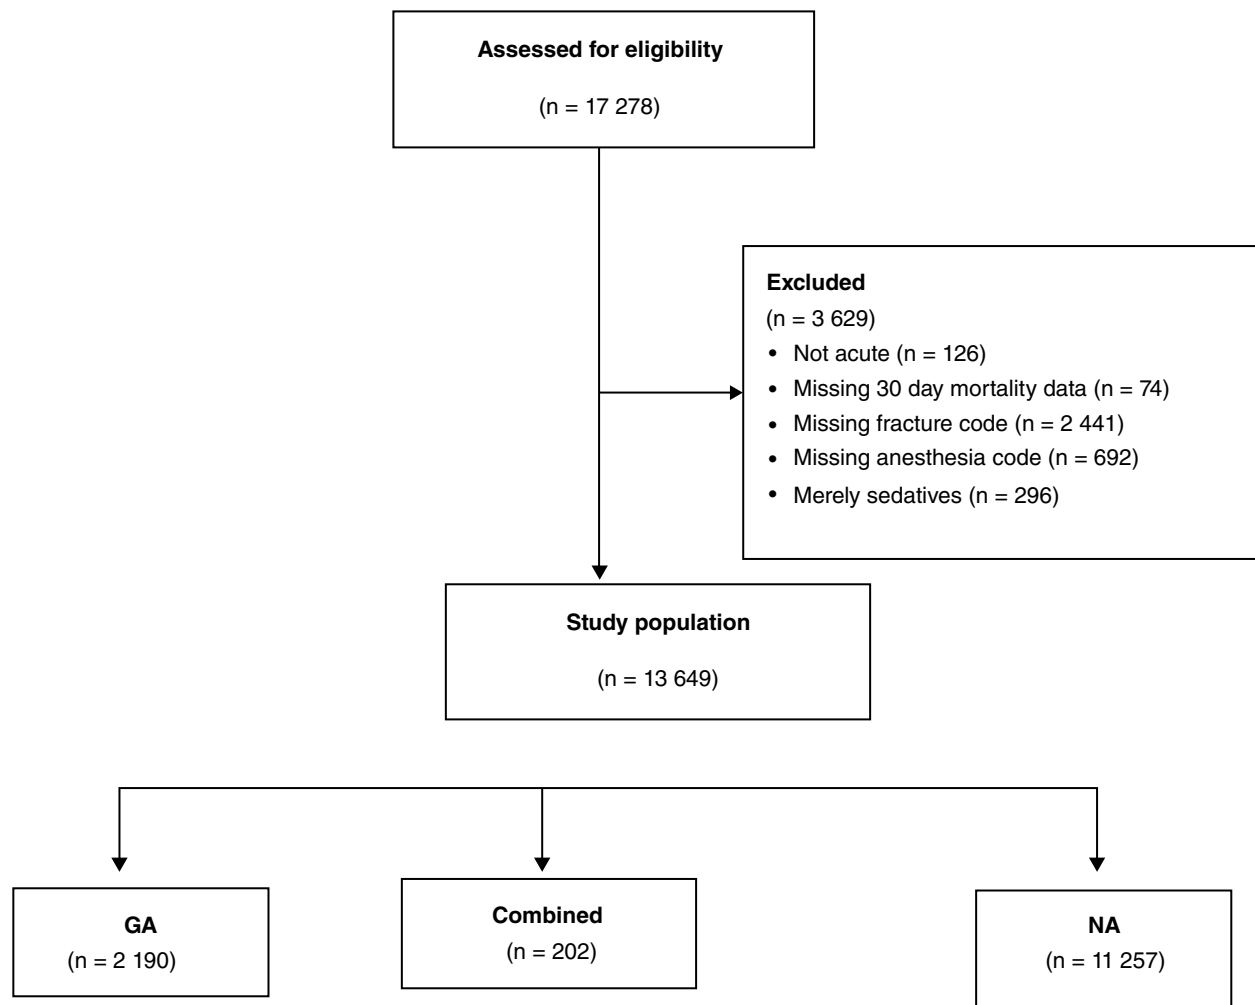 Assessed for eligibility
(n = 17 278)
Excluded
(n = 3 629)
• Not acute (n = 126)
• Missing 30 day mortality data (n = 74)
• Missing fracture code (n = 2 441)
• Missing anesthesia code (n = 692)
• Merely sedatives (n = 296)
Study population
(n = 13 649)
GA
(n = 2 190)
Combined
(n = 202)
NA
(n = 11 257)